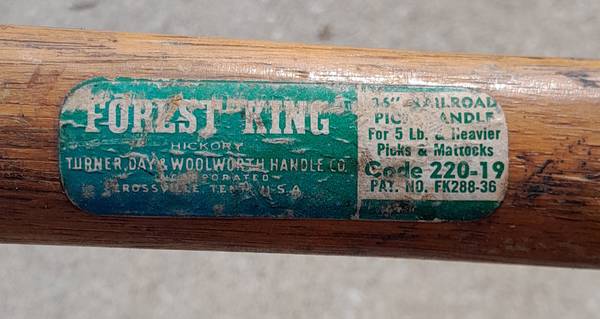 FOREST KING
HICKORY
TURNER, DAY & WOOLWORTH HANDLE CO.
INCORPORATED
CROSSVILLE TENN. U.S.A
36" RAILROAD
PICK HANDLE
For 5 Lb. & Heavier
Picks & Mattocks
Code 220-19
PAT. NO. FK288-36